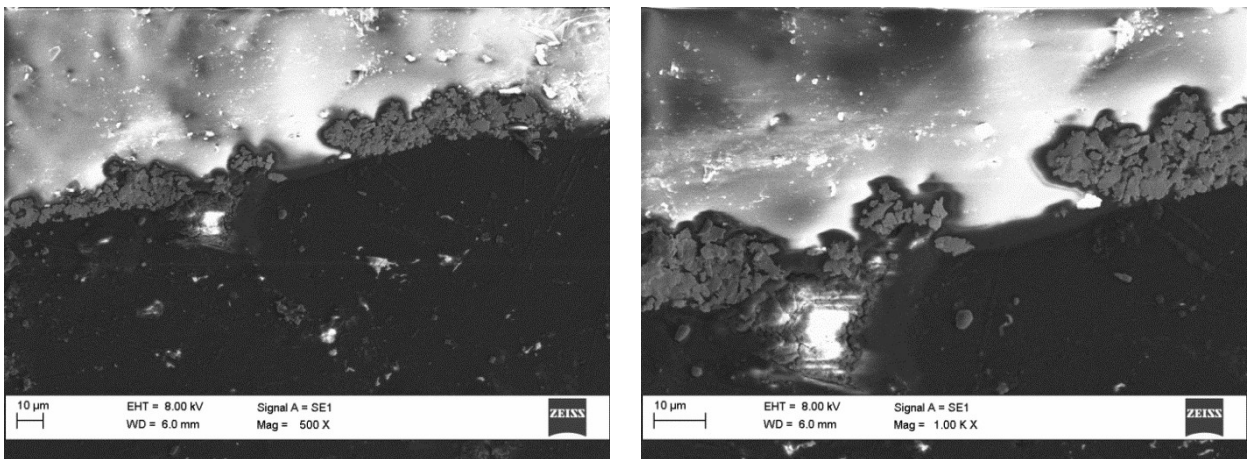 10 µm
EHT = 8.00 kV
Signal A = SE1
WD = 6.0 mm
Mag = 500 X
ZEISS
10 µm
EHT = 8.00 kV
Signal A = SE1
WD = 6.0 mm
Mag = 1.00 K X
ZEISS